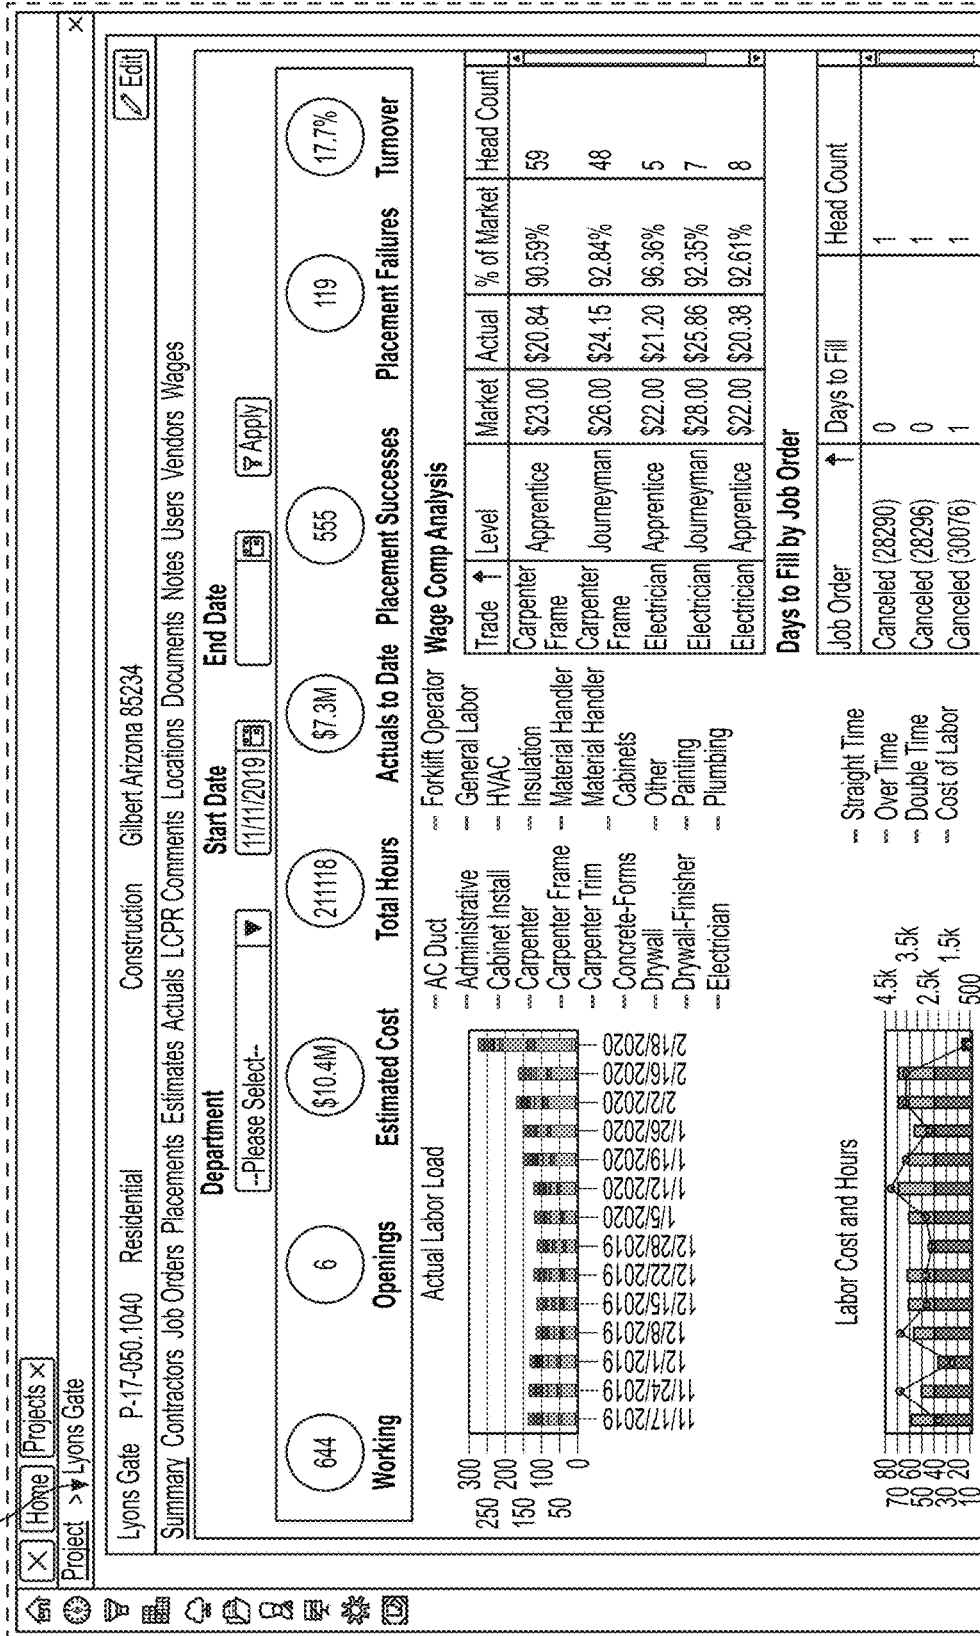 Home Projects ×
Project > Lyons Gate
×
Lyons Gate P-17-050.1040 Residential Construction Gilbert Arizona 85234 Edit
Summary Contractors Job Orders Placements Estimates Actuals LCPR Comments Locations Documents Notes Users Vendors Wages
Department Start Date End Date
--Please Select-- 11/11/2019 Apply
644 6 $10.4M 211118 $7.3M 555 119 17.7%
Working Openings Estimated Cost Total Hours Actuals to Date Placement Successes Placement Failures Turnover
Actual Labor Load
300
250
200
150
100
50
0
11/17/2019 11/24/2019 12/1/2019 12/8/2019 12/15/2019 12/22/2019 12/28/2019 1/5/2020 1/12/2020 1/19/2020 1/26/2020 2/2/2020 2/16/2020 2/18/2020
-- AC Duct
-- Administrative
-- Cabinet Install
-- Carpenter
-- Carpenter Frame
-- Carpenter Trim
-- Concrete-Forms
-- Drywall
-- Drywall-Finisher
-- Electrician
-- Forklift Operator
-- General Labor
-- HVAC
-- Insulation
-- Material Handler
Material Handler
-- Cabinets
-- Other
-- Painting
-- Plumbing
Wage Comp Analysis
Trade Level Market Actual % of Market Head Count
Carpenter Frame Apprentice $23.00 $20.84 90.59% 59
Carpenter Frame Journeyman $26.00 $24.15 92.84% 48
Electrician Apprentice $22.00 $21.20 96.36% 5
Electrician Journeyman $28.00 $25.86 92.35% 7
Electrician Apprentice $22.00 $20.38 92.61% 8
Labor Cost and Hours
80
70
60
50
40
30
20
10
4.5k
3.5k
2.5k
1.5k
500
-- Straight Time
-- Over Time
-- Double Time
-- Cost of Labor
Days to Fill by Job Order
Job Order Days to Fill Head Count
Canceled (28290) 0 1
Canceled (28296) 0 1
Canceled (30076) 1 1